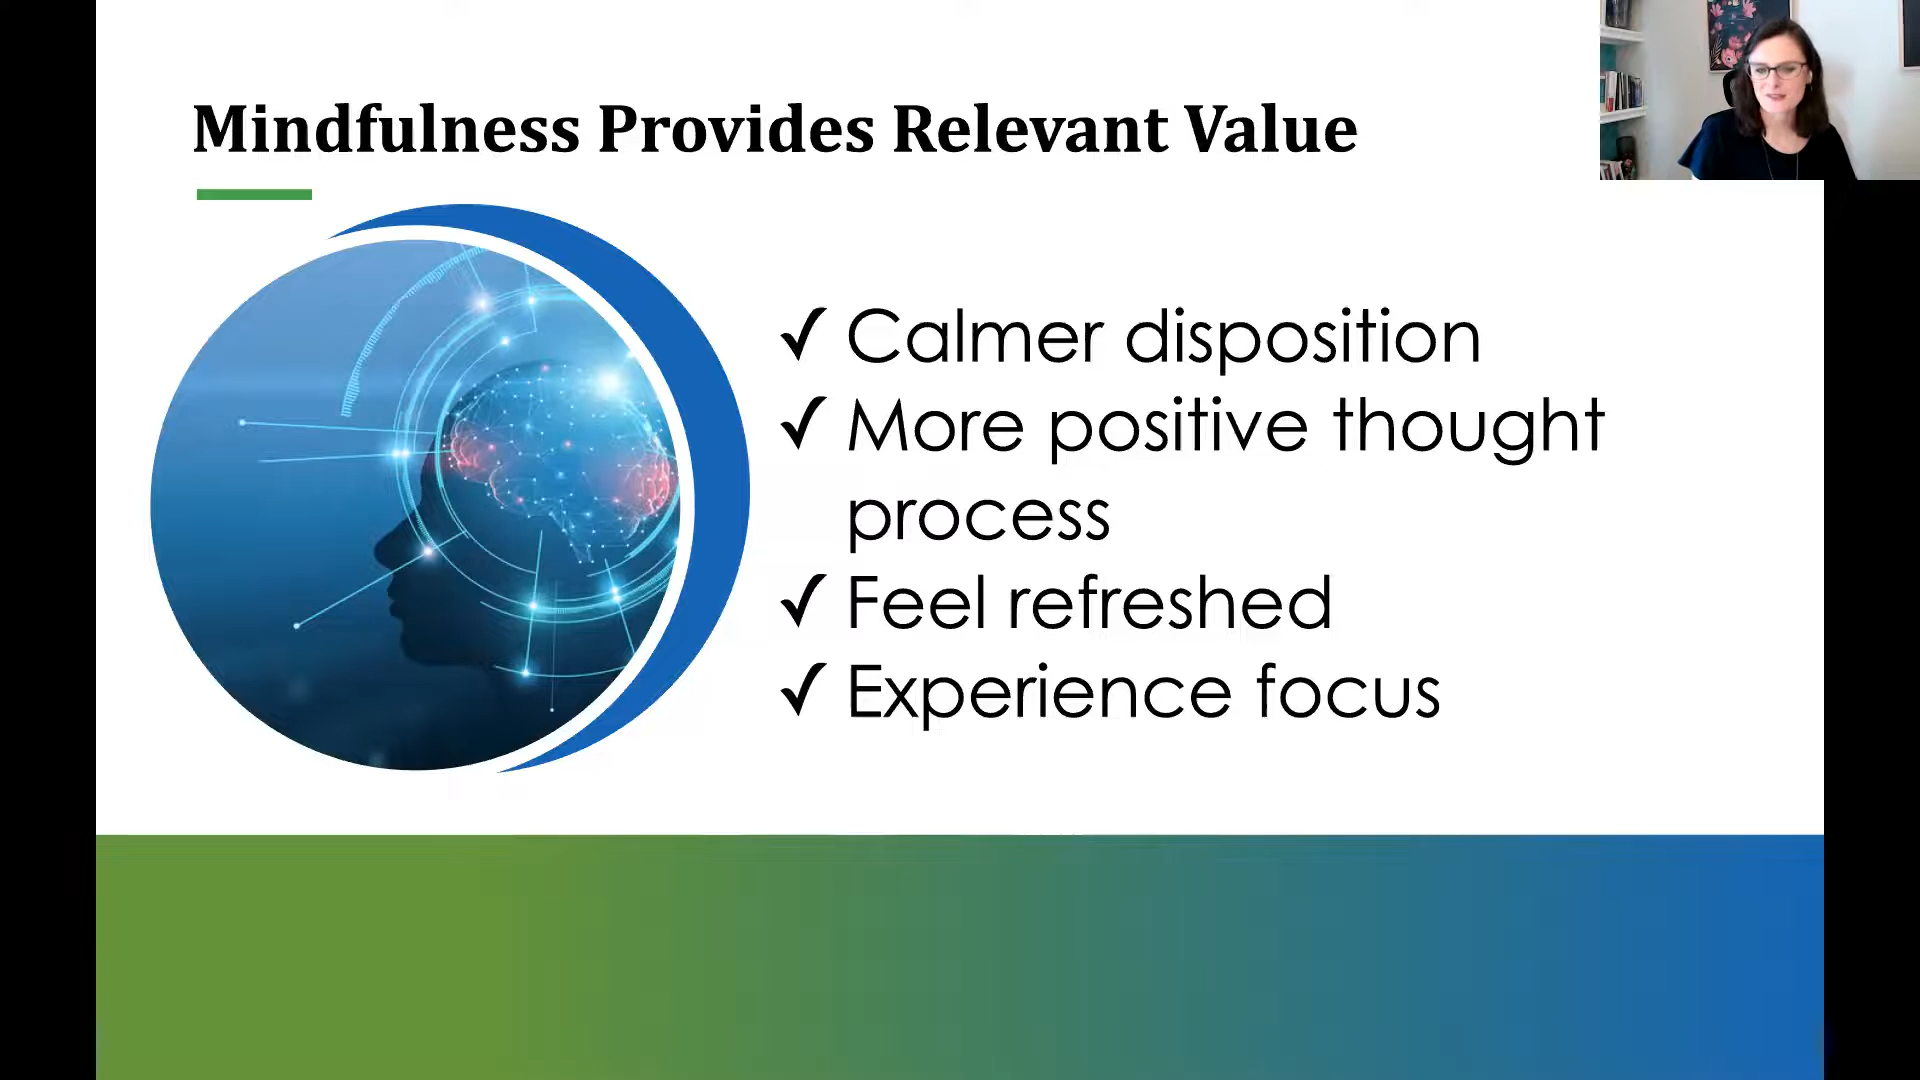 Mindfulness Provides Relevant Value
✓ Calmer disposition
✓ More positive thought
process
✓ Feel refreshed
✓ Experience focus